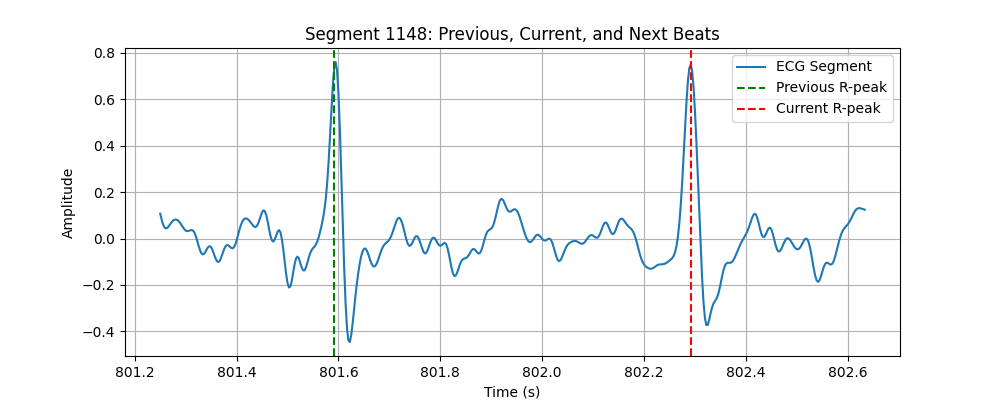 Segment 1148: Previous, Current, and Next Beats
0.8
0.6
0.4
0.2
0.0
−0.2
−0.4
Amplitude
ECG Segment
Previous R-peak
Current R-peak
801.2 801.4 801.6 801.8 802.0 802.2 802.4 802.6
Time (s)